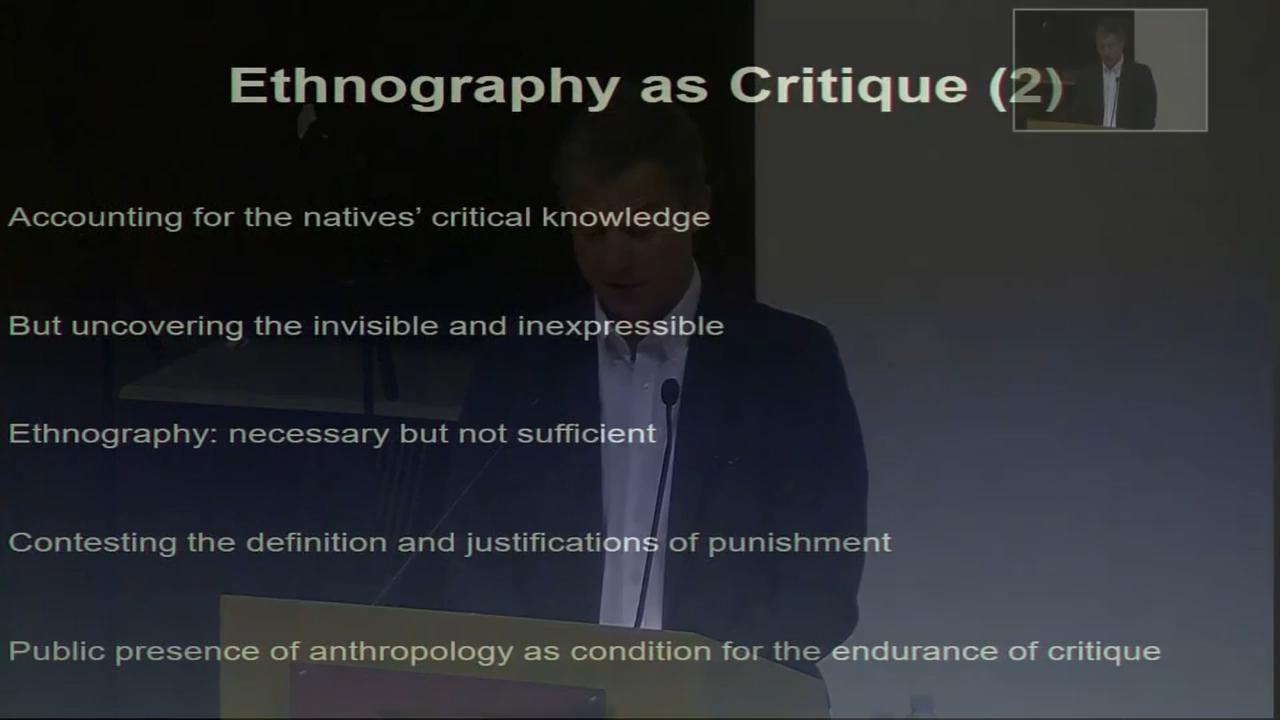 Ethnography as Critique (2)
Accounting for the natives’ critical knowledge
But uncovering the invisible and inexpressible
Ethnography: necessary but not sufficient
Contesting the definition and justifications of punishment
Public presence of anthropology as condition for the endurance of critique